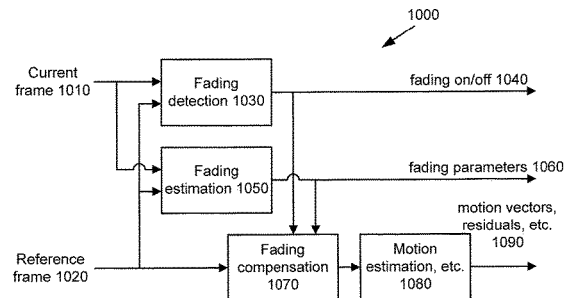 1000
Current
frame 1010
Fading
detection 1030
fading on/off 1040
Fading
estimation 1050
fading parameters 1060
motion vectors,
residuals, etc.
1090
Reference
frame 1020
Fading
compensation
1070
Motion
estimation, etc.
1080